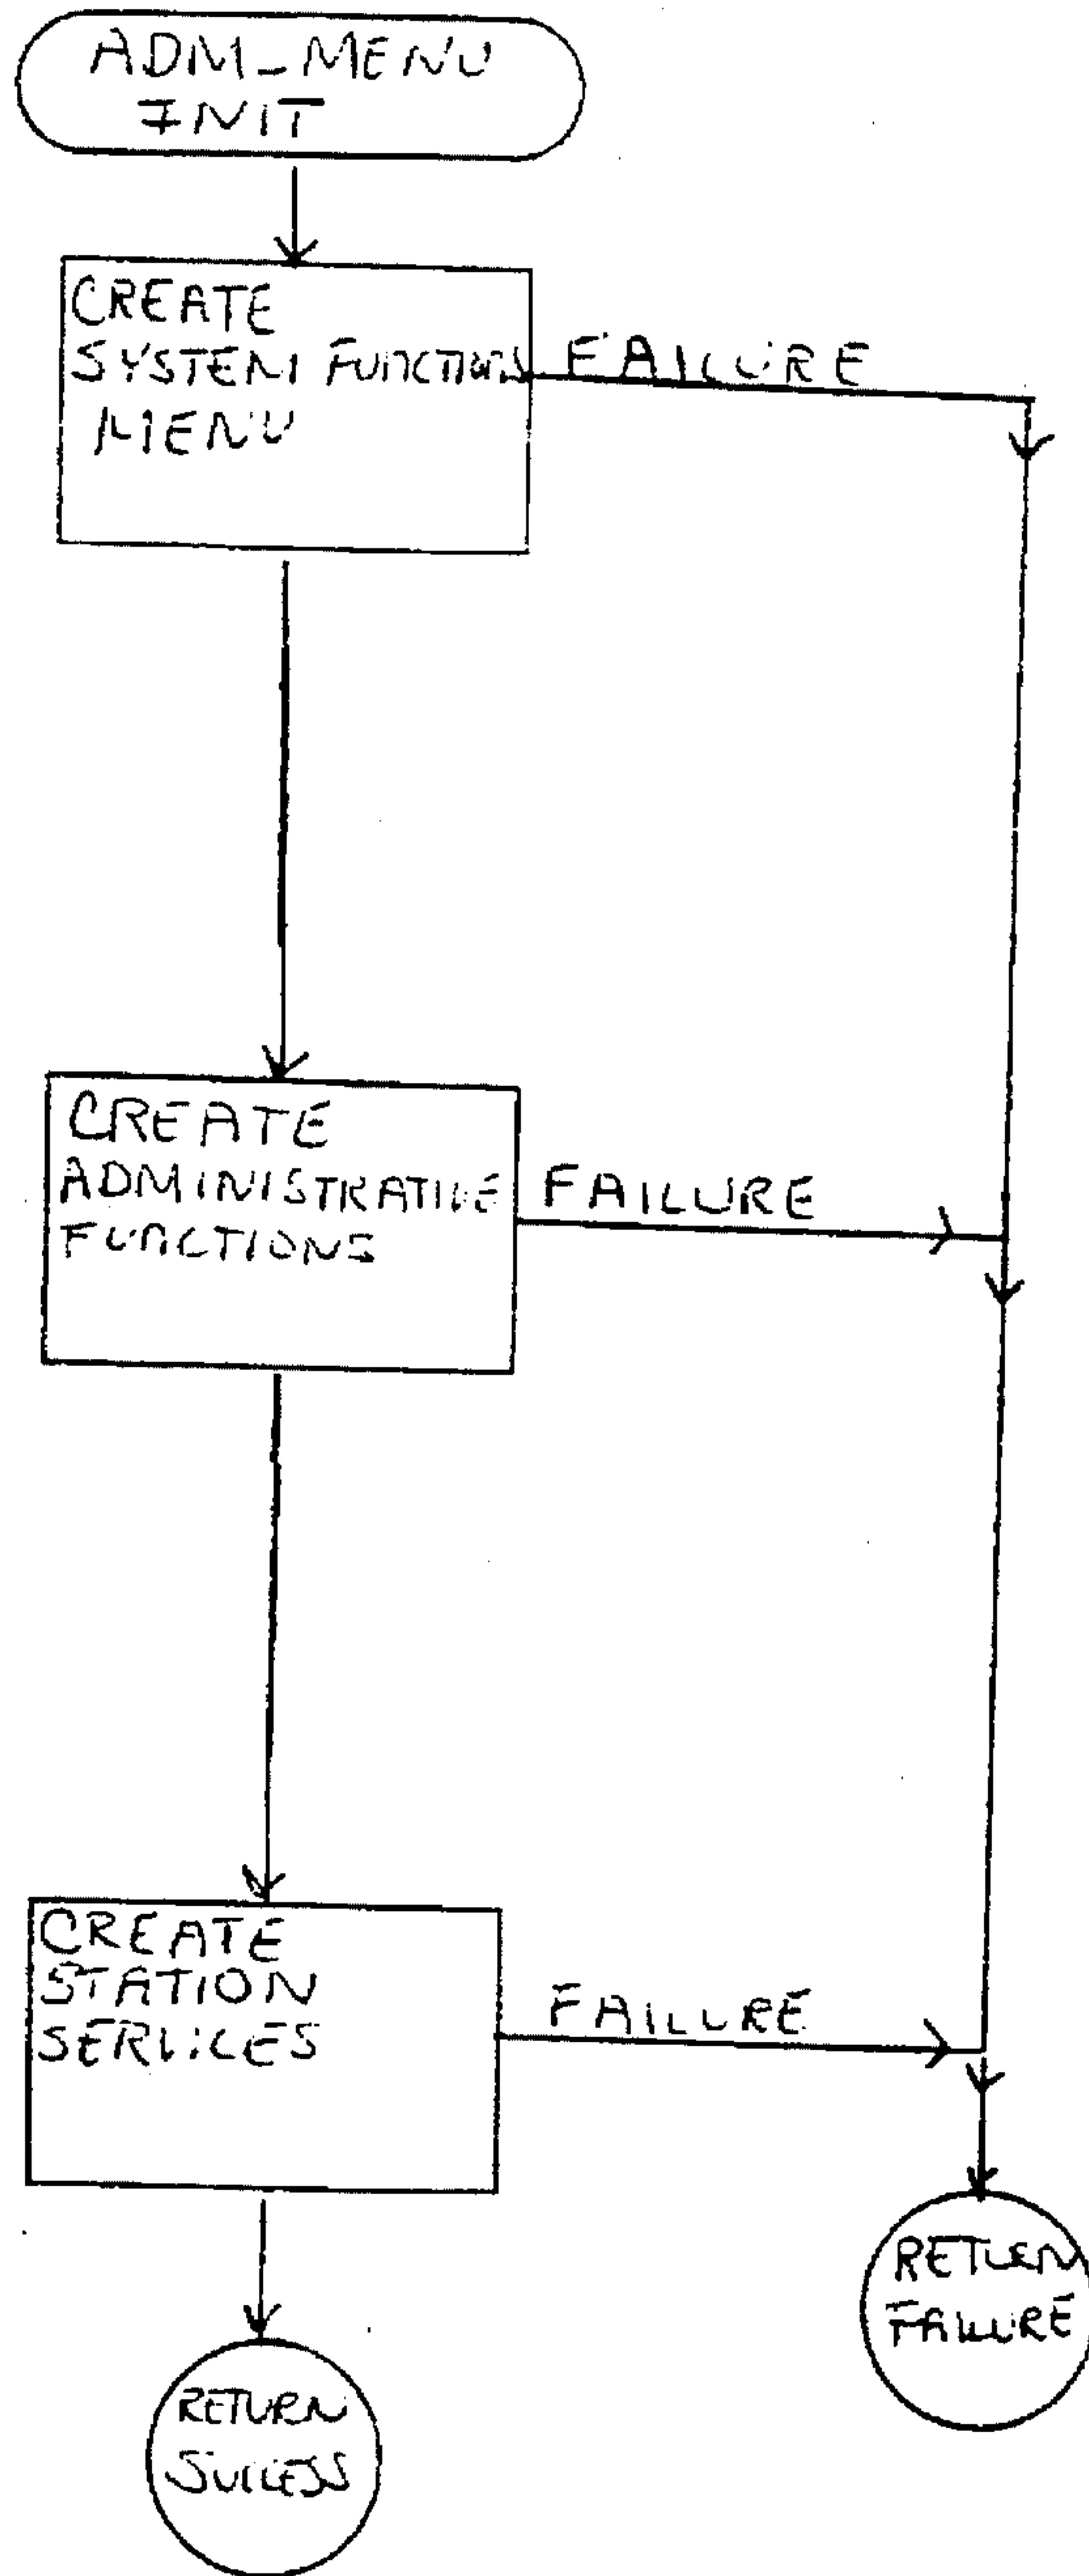 ADM_MENU
INIT
CREATE
SYSTEM FUNCTIONS
MENU
FAILURE
CREATE
ADMINISTRATIVE
FUNCTIONS
FAILURE
CREATE
STATION
SERVICES
FAILURE
RETURN
FAILURE
RETURN
SUCCESS